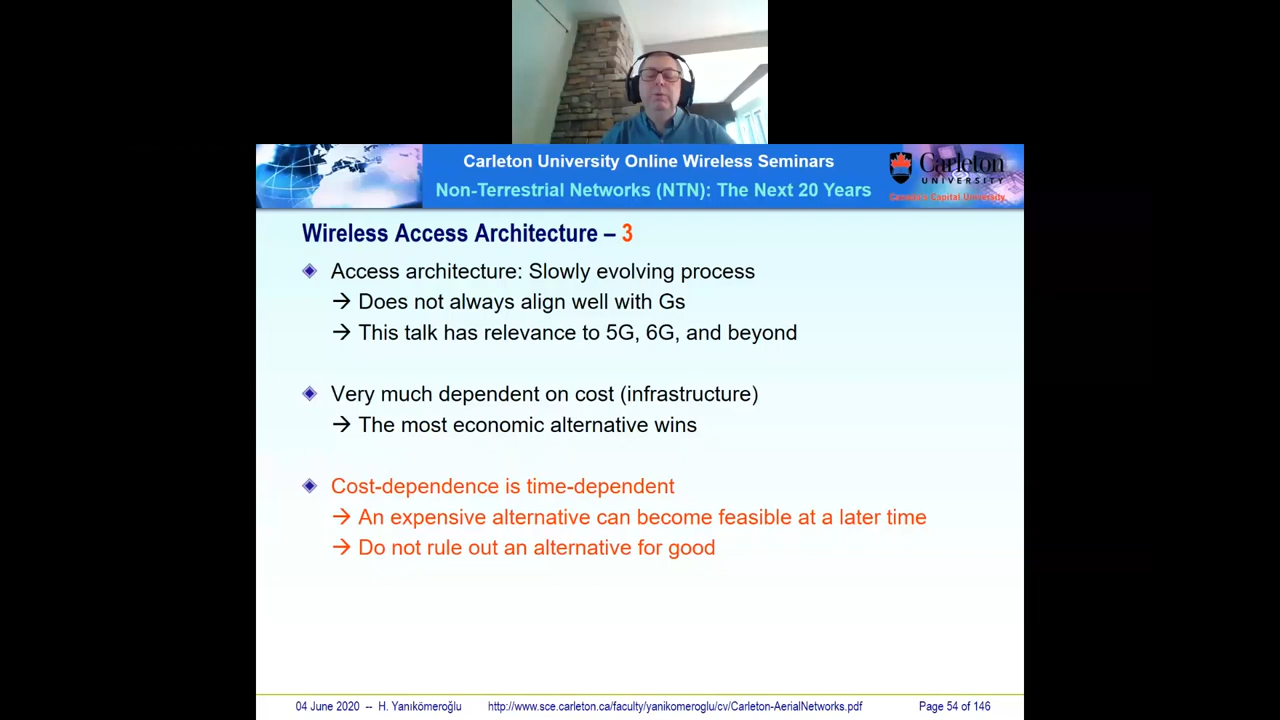 Carleton University Online Wireless Seminars
Non-Terrestrial Networks (NTN): The Next 20 Years
Carleton
UNIVERSITY
Canada's Capital University
Wireless Access Architecture – 3
Access architecture: Slowly evolving process
→ Does not always align well with Gs
→ This talk has relevance to 5G, 6G, and beyond
Very much dependent on cost (infrastructure)
→ The most economic alternative wins
Cost-dependence is time-dependent
→ An expensive alternative can become feasible at a later time
→ Do not rule out an alternative for good
04 June 2020 -- H. Yanıkömeroğlu http://www.sce.carleton.ca/faculty/yanikomeroglu/cv/Carleton-AerialNetworks.pdf Page 54 of 146